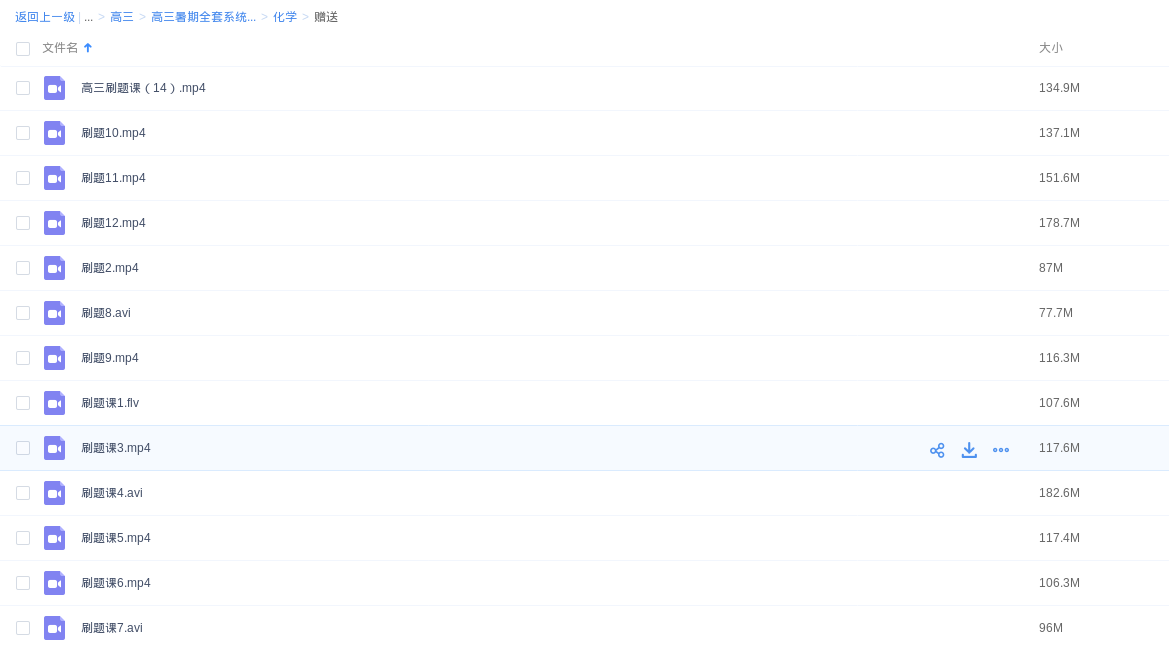 返回上一级 | ... > 高三 > 高三暑期全套系统... > 化学 > 赠送
文件名 大小
高三刷题课（14）.mp4 134.9M
刷题10.mp4 137.1M
刷题11.mp4 151.6M
刷题12.mp4 178.7M
刷题2.mp4 87M
刷题8.avi 77.7M
刷题9.mp4 116.3M
刷题课1.flv 107.6M
刷题课3.mp4 117.6M
刷题课4.avi 182.6M
刷题课5.mp4 117.4M
刷题课6.mp4 106.3M
刷题课7.avi 96M